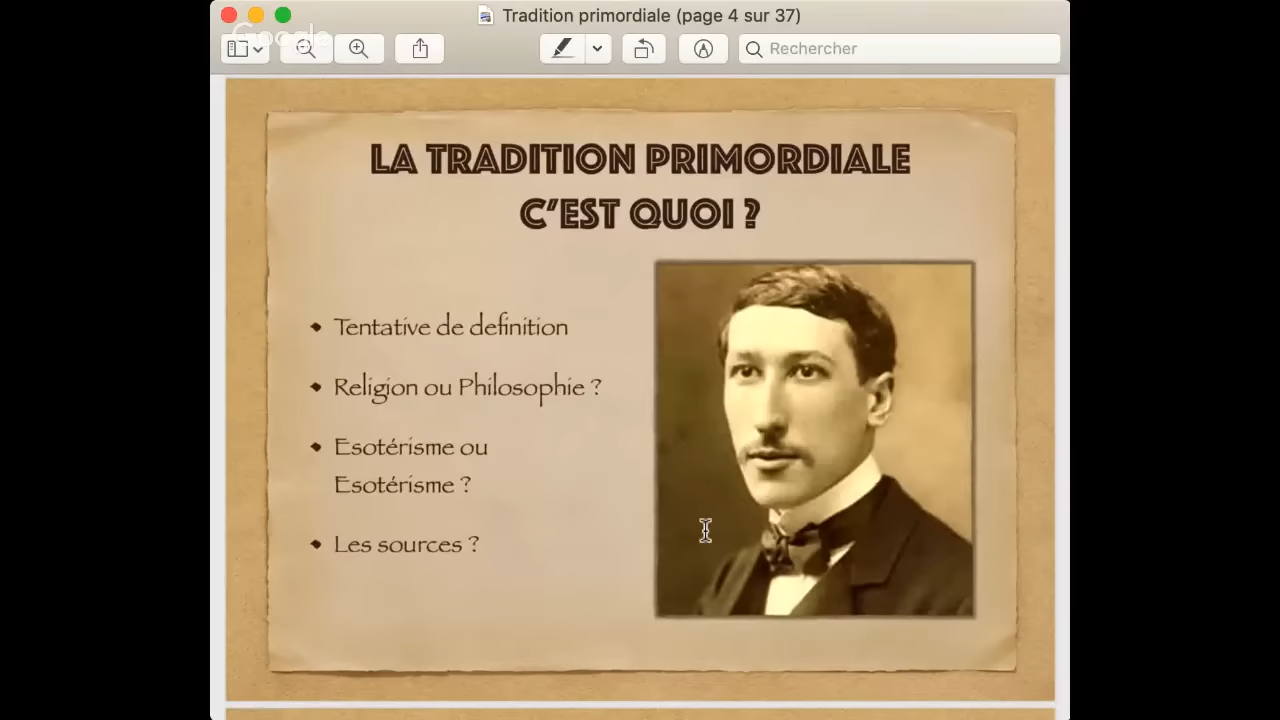 Tradition primordiale (page 4 sur 37)
Google
Rechercher
LA TRADITION PRIMORDIALE
C'EST QUOI ?
Tentative de definition
Religion ou Philosophie ?
Esotérisme ou
Esotérisme ?
Les sources ?